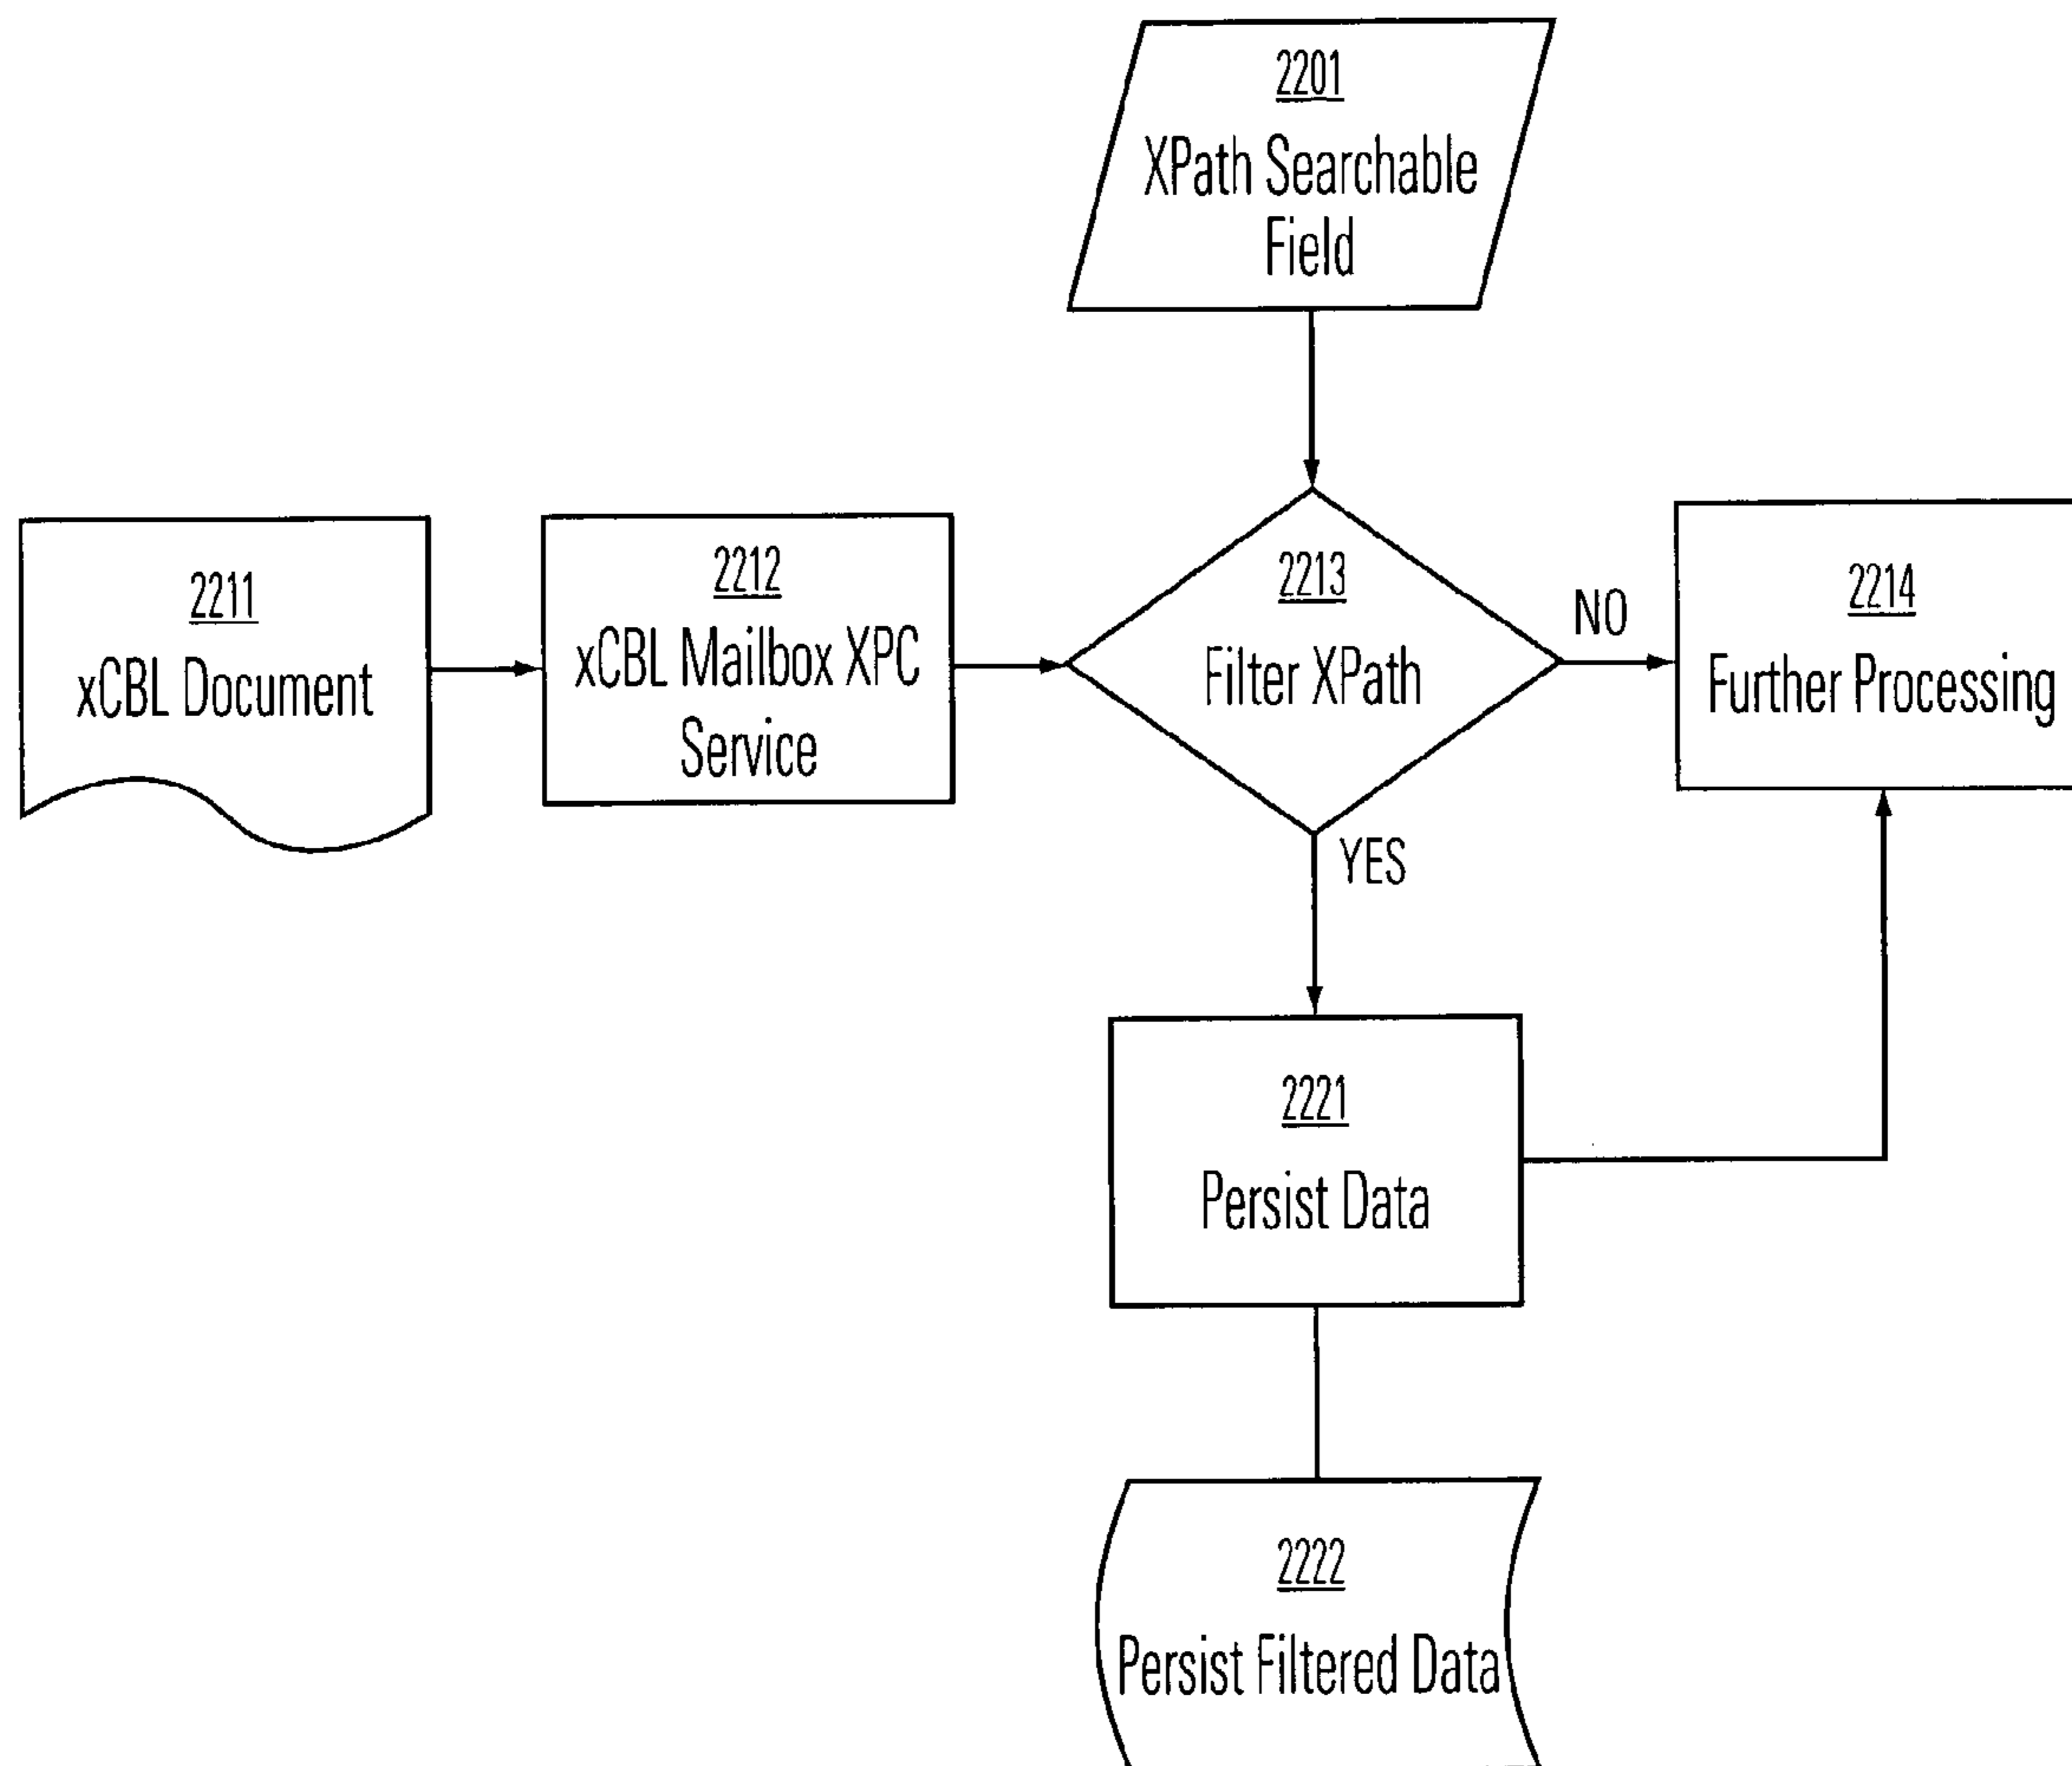 2201
XPath Searchable
Field
2211
xCBL Document
2212
xCBL Mailbox XPC
Service
2213
Filter XPath
NO
2214
Further Processing
YES
2221
Persist Data
2222
Persist Filtered Data